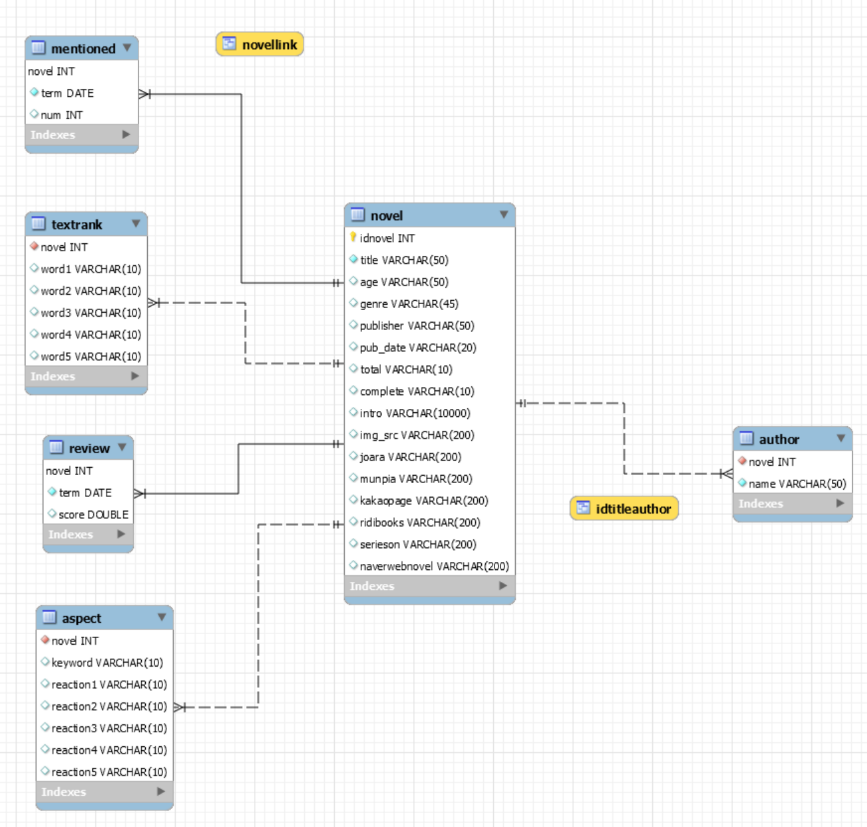 mentioned
novel INT
term DATE
num INT
Indexes
novellink
textrank
novel INT
word1 VARCHAR(10)
word2 VARCHAR(10)
word3 VARCHAR(10)
word4 VARCHAR(10)
word5 VARCHAR(10)
Indexes
review
novel INT
term DATE
score DOUBLE
Indexes
aspect
novel INT
keyword VARCHAR(10)
reaction1 VARCHAR(10)
reaction2 VARCHAR(10)
reaction3 VARCHAR(10)
reaction4 VARCHAR(10)
reaction5 VARCHAR(10)
Indexes
novel
idnovel INT
title VARCHAR(50)
age VARCHAR(50)
genre VARCHAR(45)
publisher VARCHAR(50)
pub_date VARCHAR(20)
total VARCHAR(10)
complete VARCHAR(10)
intro VARCHAR(10000)
img_src VARCHAR(200)
joara VARCHAR(200)
munpia VARCHAR(200)
kakaopage VARCHAR(200)
ridibooks VARCHAR(200)
serieson VARCHAR(200)
naverwebnovel VARCHAR(200)
Indexes
author
novel INT
name VARCHAR(50)
Indexes
idtitleauthor